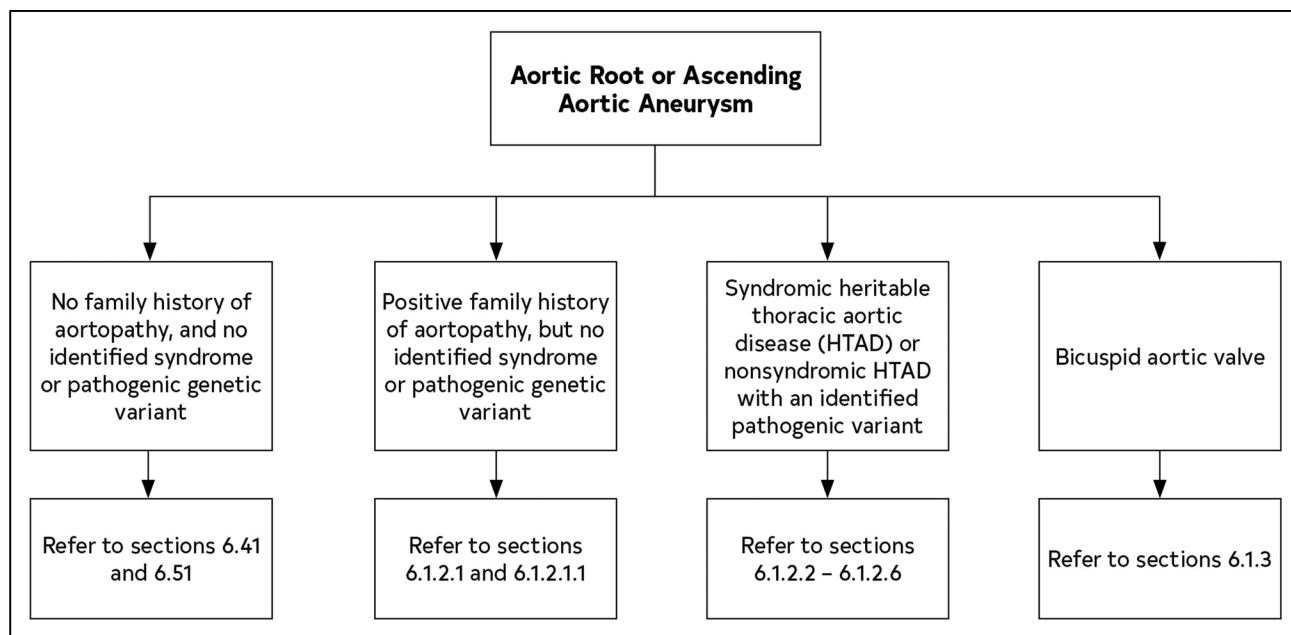 Aortic Root or Ascending
Aortic Aneurysm
No family history of
aortopathy, and no
identified syndrome
or pathogenic genetic
variant
Positive family history
of aortopathy, but no
identified syndrome
or pathogenic genetic
variant
Syndromic heritable
thoracic aortic
disease (HTAD) or
nonsyndromic HTAD
with an identified
pathogenic variant
Bicuspid aortic valve
Refer to sections 6.41
and 6.51
Refer to sections
6.1.2.1 and 6.1.2.1.1
Refer to sections
6.1.2.2 – 6.1.2.6
Refer to sections 6.1.3